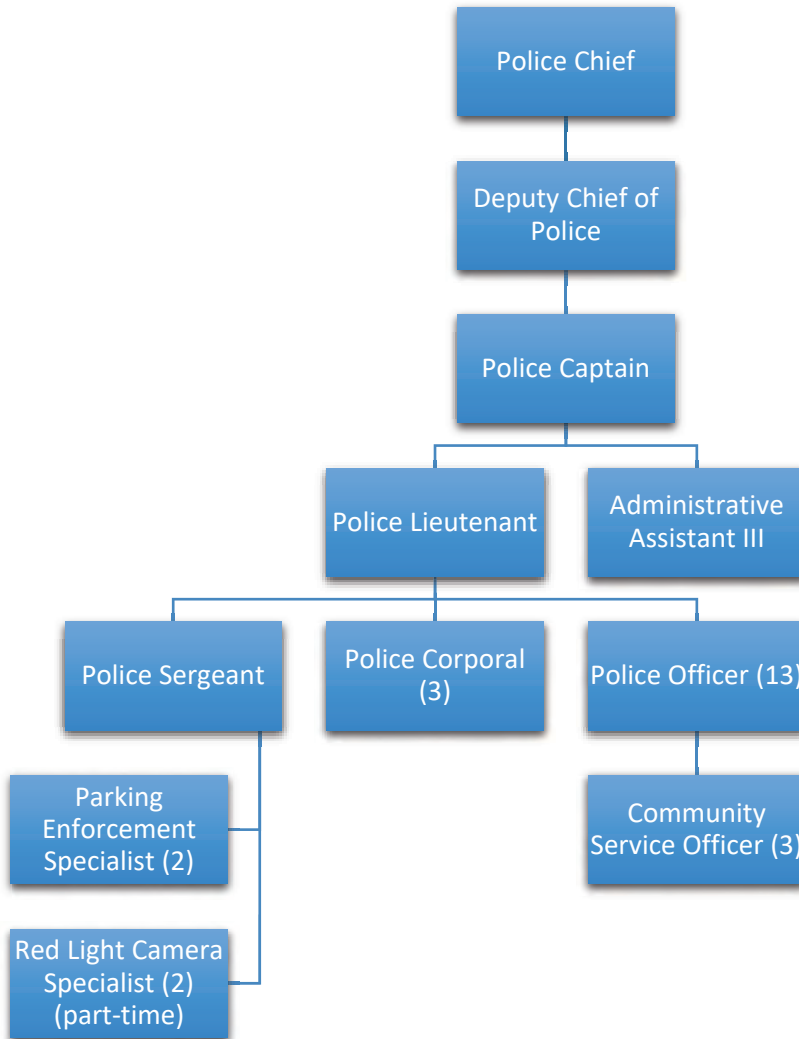 Police Chief
Deputy Chief of
Police
Police Captain
Police Lieutenant
Administrative
Assistant III
Police Sergeant
Police Corporal
(3)
Police Officer (13)
Parking
Enforcement
Specialist (2)
Community
Service Officer (3)
Red Light Camera
Specialist (2)
(part-time)